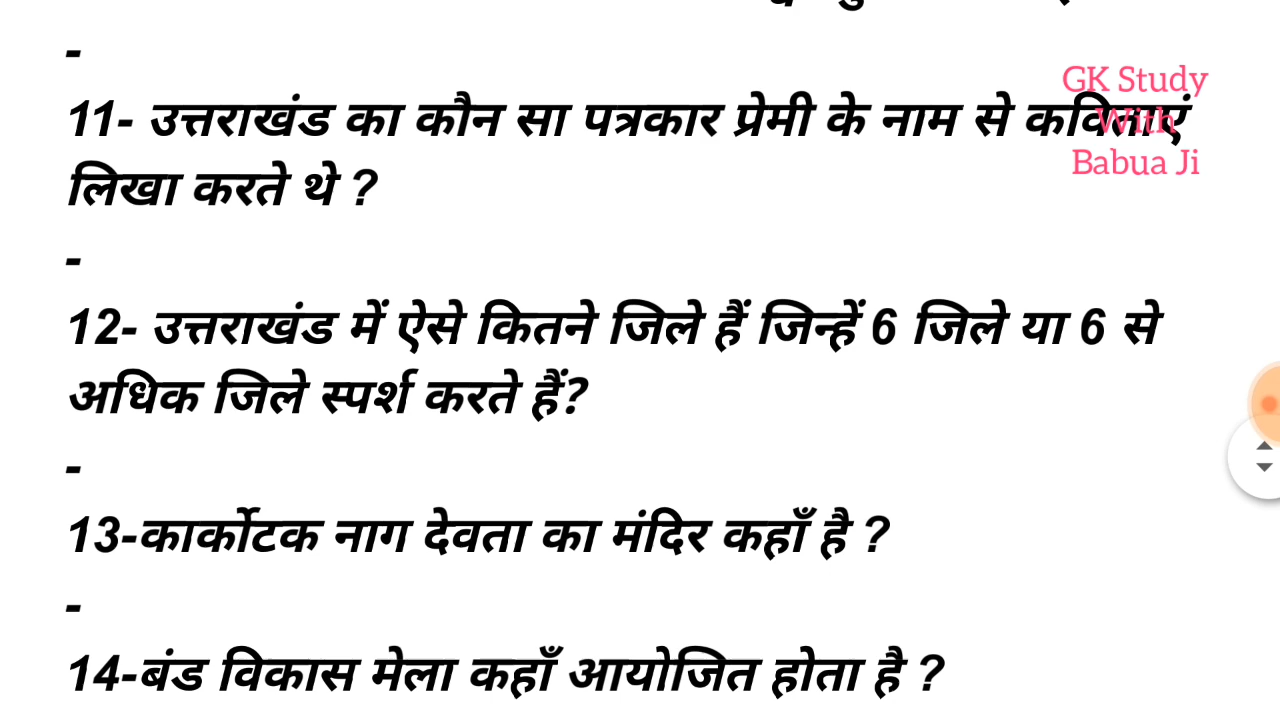 -
11- उत्तराखंड का कौन सा पत्रकार प्रेमी के नाम से कविताएं
लिखा करते थे ?
-
12- उत्तराखंड में ऐसे कितने जिले हैं जिन्हें 6 जिले या 6 से
अधिक जिले स्पर्श करते हैं?
-
13-कार्कोटक नाग देवता का मंदिर कहाँ है ?
-
14-बंड विकास मेला कहाँ आयोजित होता है ?
GK Study
With
Babua Ji